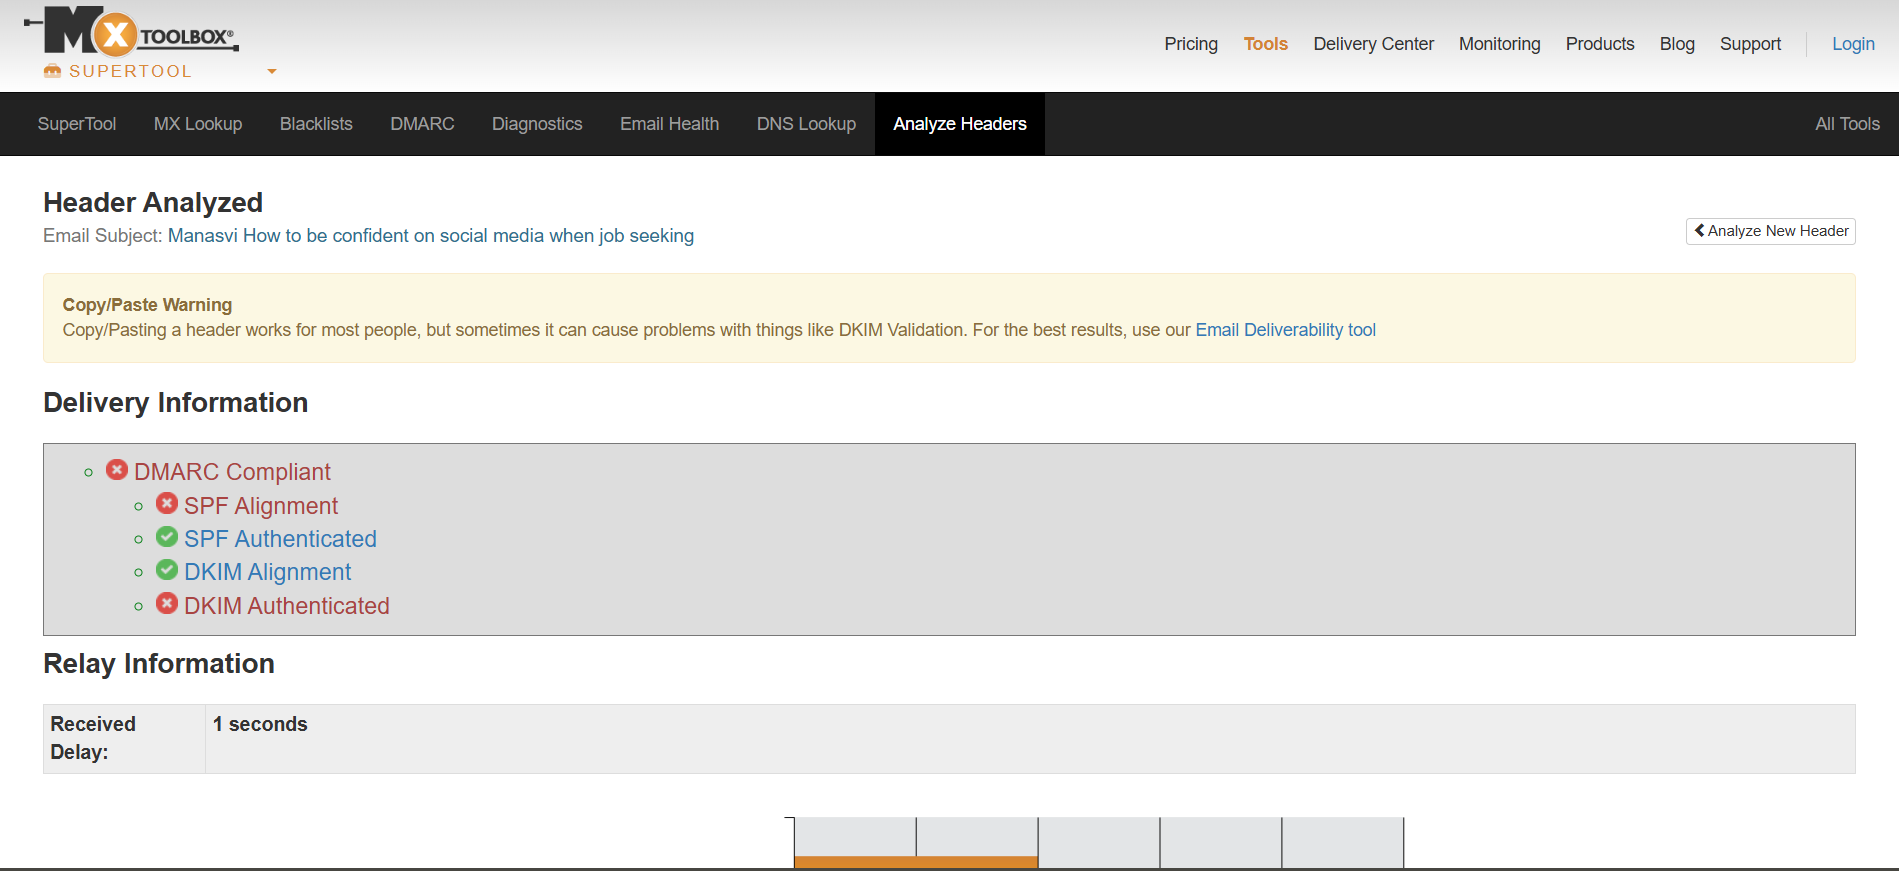 MX TOOLBOX®
SUPERTOOL
Pricing Tools Delivery Center Monitoring Products Blog Support Login
SuperTool MX Lookup Blacklists DMARC Diagnostics Email Health DNS Lookup Analyze Headers All Tools
Header Analyzed
Email Subject: Manasvi How to be confident on social media when job seeking
Analyze New Header
Copy/Paste Warning
Copy/Pasting a header works for most people, but sometimes it can cause problems with things like DKIM Validation. For the best results, use our Email Deliverability tool
Delivery Information
DMARC Compliant
SPF Alignment
SPF Authenticated
DKIM Alignment
DKIM Authenticated
Relay Information
Received 1 seconds
Delay: